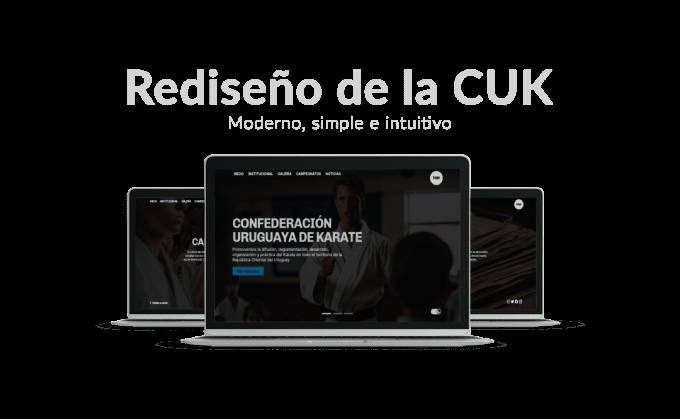 Rediseño de la CUK
Moderno, simple e intuitivo
INICIO INSTITUCIONAL GALERÍA CAMPEONATOS NOTICIAS
CONFEDERACIÓN
URUGUAYA DE KARATE
Promovemos la difusión, reglamentación, desarrollo,
organización y práctica del Karate en todo el territorio de la
República Oriental del Uruguay
INICIO INSTITUCIONAL GALERÍA
CA